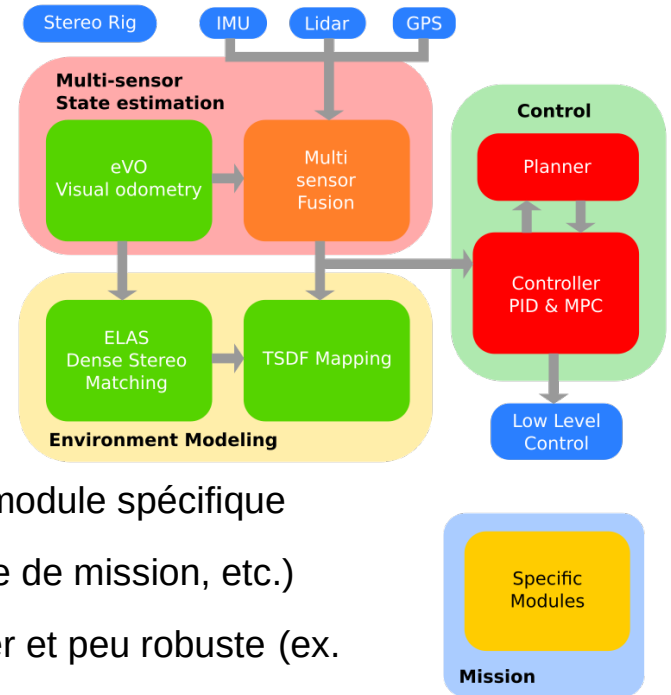 Stereo Rig
IMU
Lidar
GPS
Multi-sensor
State estimation
eVO
Visual odometry
Multi
sensor
Fusion
Control
Planner
Controller
PID & MPC
ELAS
Dense Stereo
Matching
TSDF Mapping
Environment Modeling
Low Level
Control
module spécifique
e de mission, etc.)
er et peu robuste (ex.
Specific
Modules
Mission